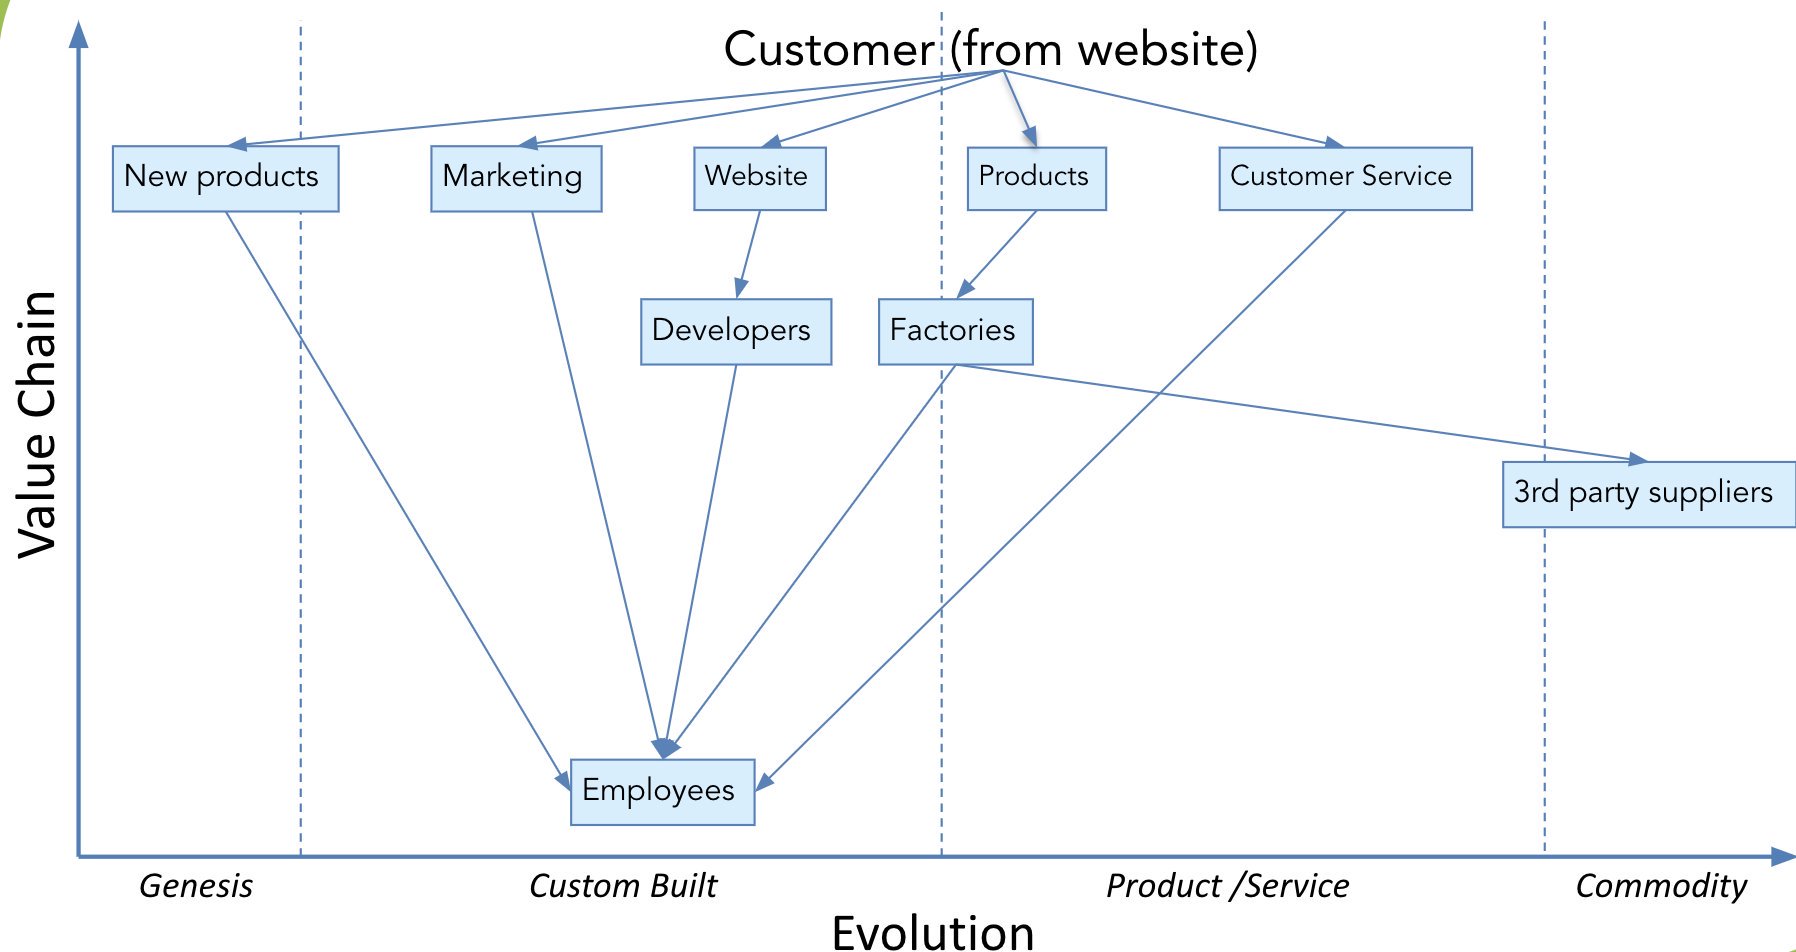 Customer (from website)
New products
Marketing
Website
Products
Customer Service
Developers
Factories
3rd party suppliers
Employees
Value Chain
Genesis
Custom Built
Product /Service
Commodity
Evolution